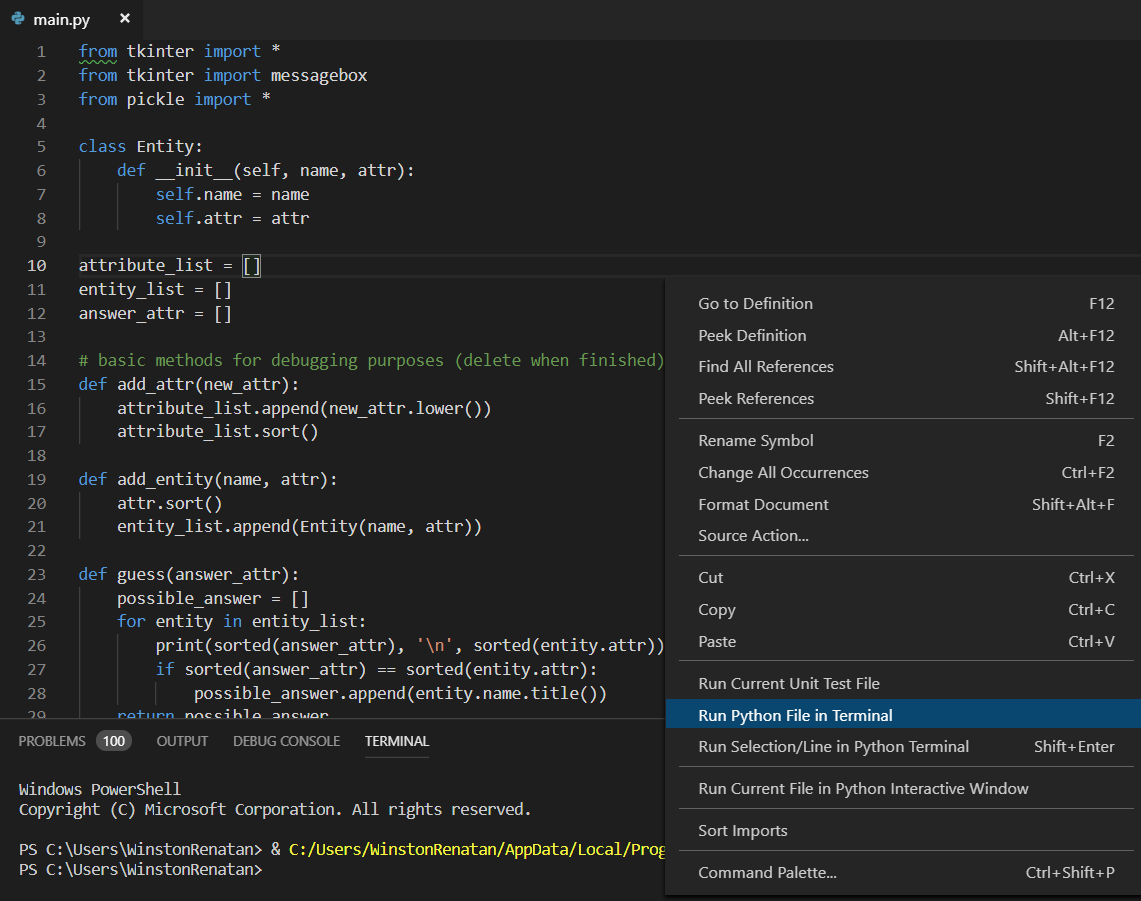 main.py ×
1 from tkinter import *
2 from tkinter import messagebox
3 from pickle import *
4
5 class Entity:
6 def __init__(self, name, attr):
7 self.name = name
8 self.attr = attr
9
10 attribute_list = []
11 entity_list = []
12 answer_attr = []
13
14 # basic methods for debugging purposes (delete when finished)
15 def add_attr(new_attr):
16 attribute_list.append(new_attr.lower())
17 attribute_list.sort()
18
19 def add_entity(name, attr):
20 attr.sort()
21 entity_list.append(Entity(name, attr))
22
23 def guess(answer_attr):
24 possible_answer = []
25 for entity in entity_list:
26 print(sorted(answer_attr), '\n', sorted(entity.attr))
27 if sorted(answer_attr) == sorted(entity.attr):
28 possible_answer.append(entity.name.title())
29 return possible_answer
Go to Definition F12
Peek Definition Alt+F12
Find All References Shift+Alt+F12
Peek References Shift+F12
Rename Symbol F2
Change All Occurrences Ctrl+F2
Format Document Shift+Alt+F
Source Action...
Cut Ctrl+X
Copy Ctrl+C
Paste Ctrl+V
Run Current Unit Test File
Run Python File in Terminal
Run Selection/Line in Python Terminal Shift+Enter
Run Current File in Python Interactive Window
Sort Imports
Command Palette... Ctrl+Shift+P
PROBLEMS 100 OUTPUT DEBUG CONSOLE TERMINAL
Windows PowerShell
Copyright (C) Microsoft Corporation. All rights reserved.
PS C:\Users\WinstonRenatan> & C:/Users/WinstonRenatan/AppData/Local/Prog
PS C:\Users\WinstonRenatan>